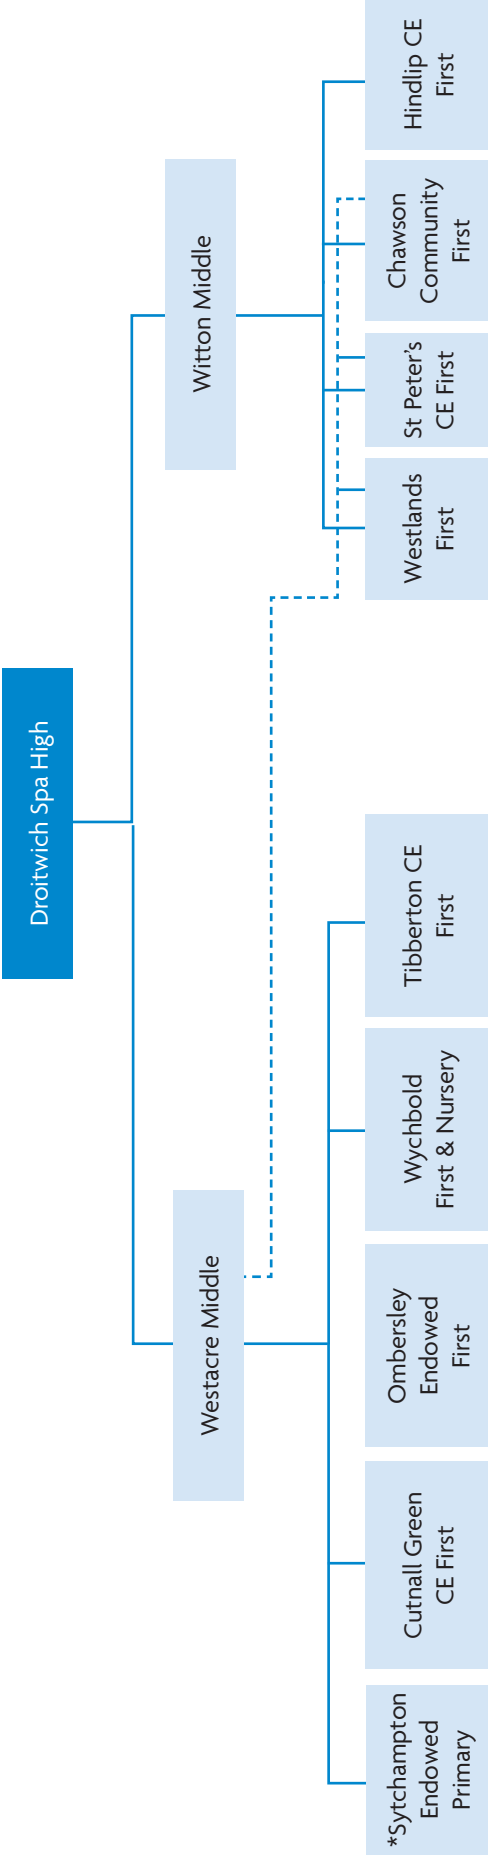 Droitwich Spa High
Westacre Middle
Witton Middle
*Sytchampton
Endowed
Primary
Cutnall Green
CE First
Ombersley
Endowed
First
Wychbold
First & Nursery
Tibberton CE
First
Westlands
First
St Peter's
CE First
Chawson
Community
First
Hindlip CE
First